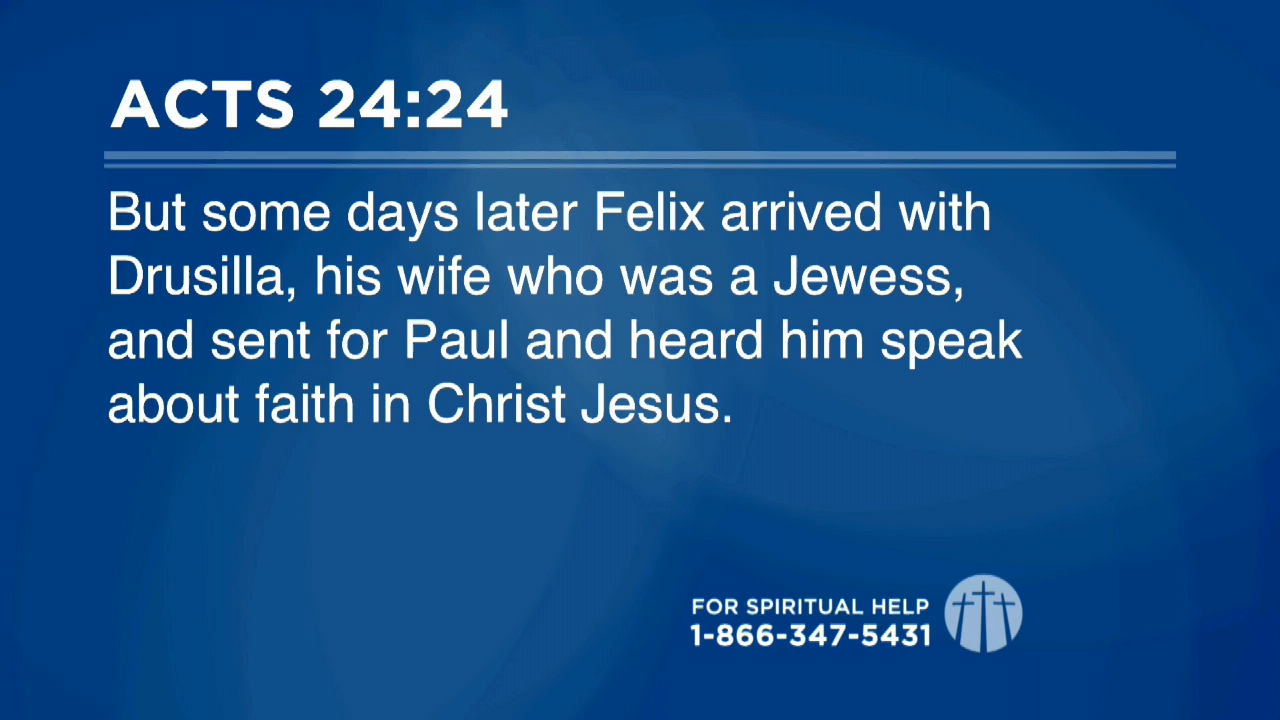 ACTS 24:24
But some days later Felix arrived with
Drusilla, his wife who was a Jewess,
and sent for Paul and heard him speak
about faith in Christ Jesus.
FOR SPIRITUAL HELP
1-866-347-5431